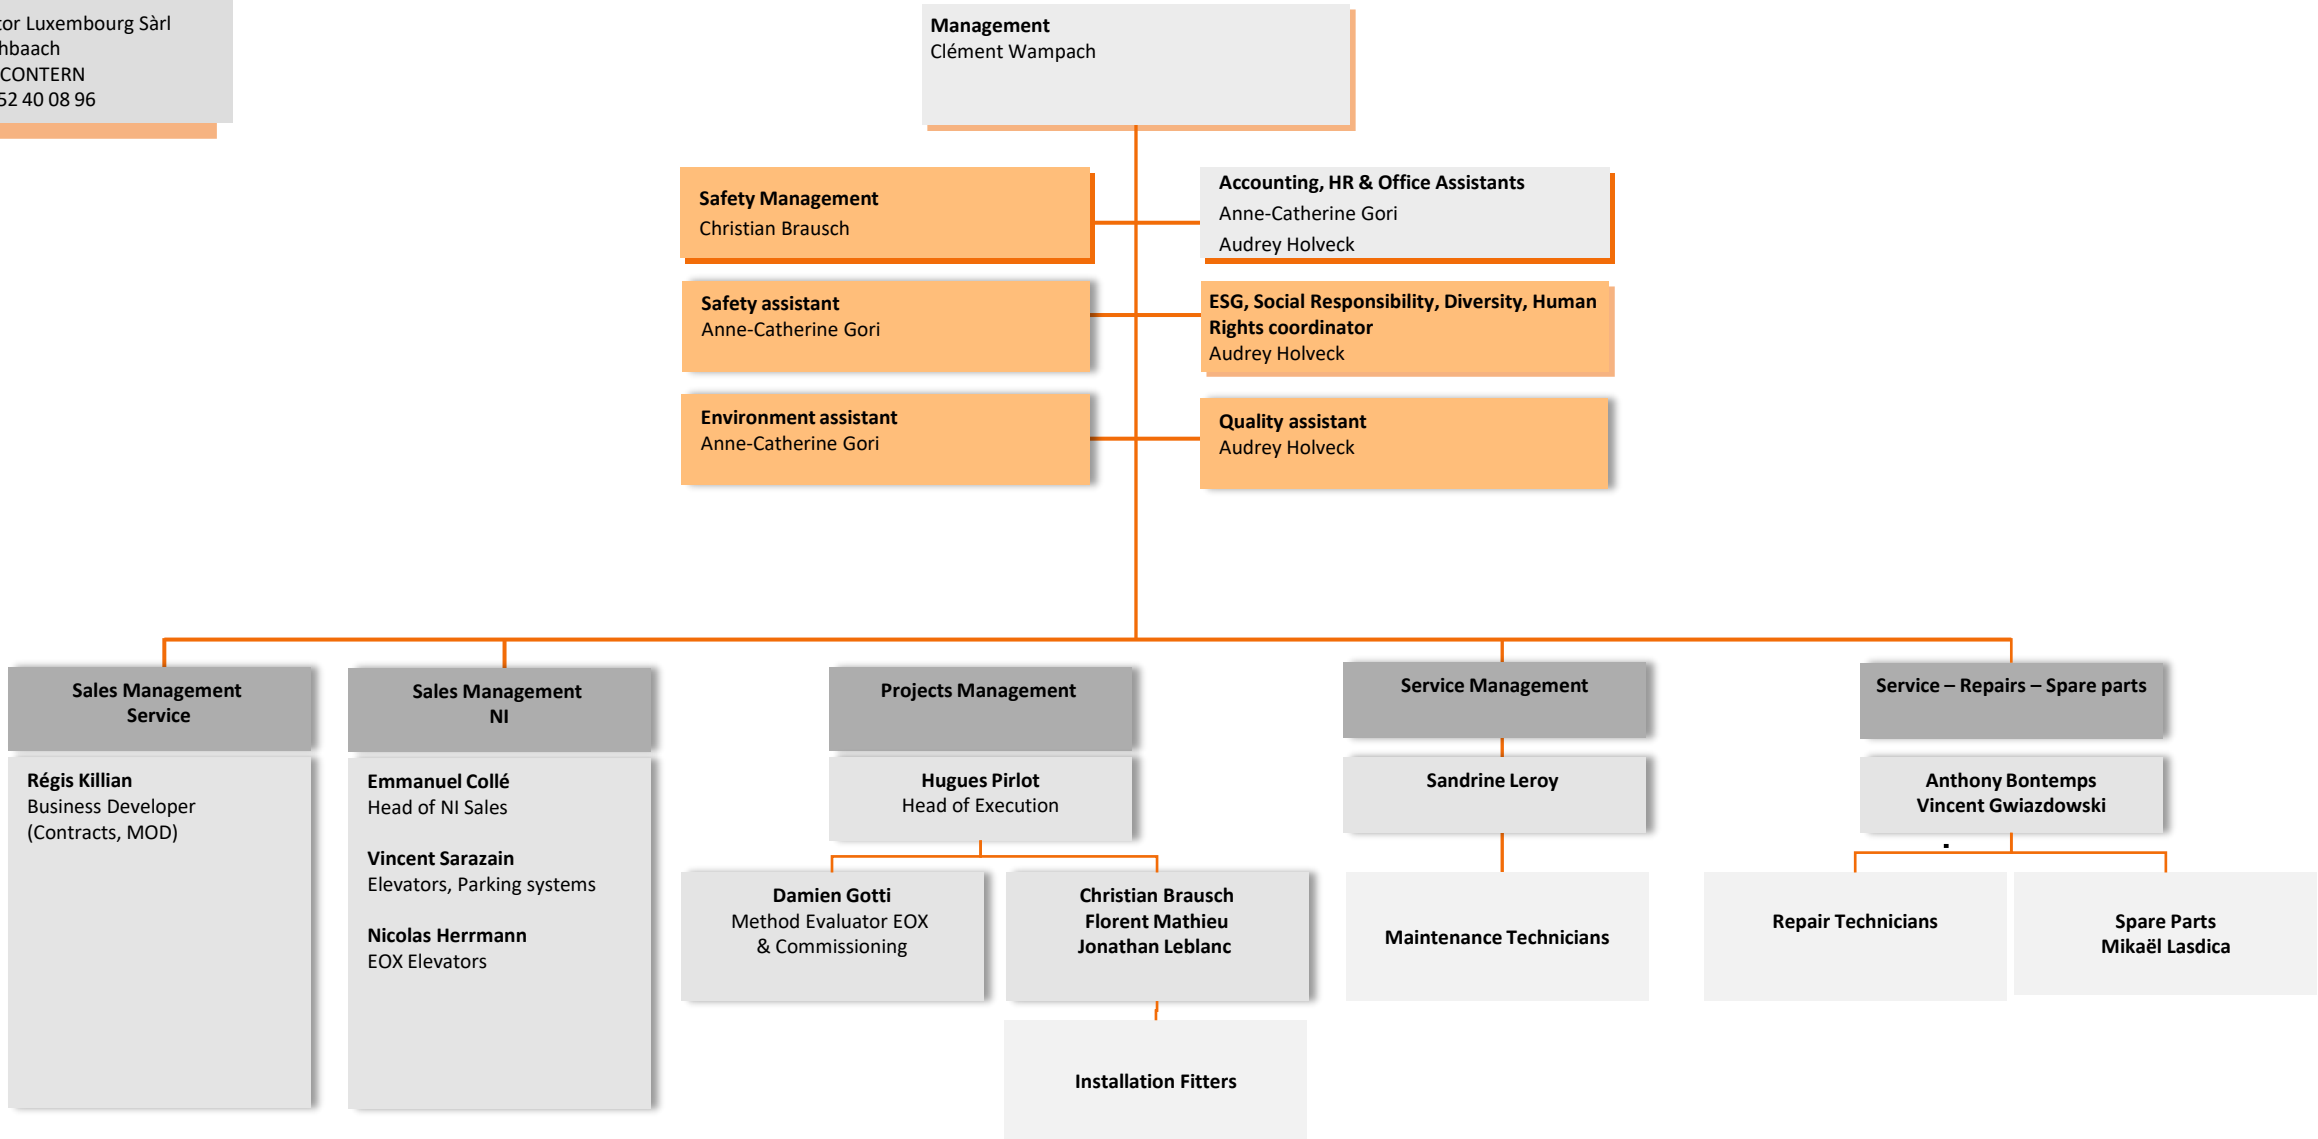 tor Luxembourg Sàrl
hbaach
CONTERN
52 40 08 96
Management
Clément Wampach
Safety Management
Christian Brausch
Accounting, HR & Office Assistants
Anne-Catherine Gori
Audrey Holveck
Safety assistant
Anne-Catherine Gori
ESG, Social Responsibility, Diversity, Human
Rights coordinator
Audrey Holveck
Environment assistant
Anne-Catherine Gori
Quality assistant
Audrey Holveck
Sales Management
Service
Régis Killian
Business Developer
(Contracts, MOD)
Sales Management
NI
Emmanuel Collé
Head of NI Sales
Vincent Sarazain
Elevators, Parking systems
Nicolas Herrmann
EOX Elevators
Projects Management
Hugues Pirlot
Head of Execution
Damien Gotti
Method Evaluator EOX
& Commissioning
Christian Brausch
Florent Mathieu
Jonathan Leblanc
Installation Fitters
Service Management
Sandrine Leroy
Maintenance Technicians
Service – Repairs – Spare parts
Anthony Bontemps
Vincent Gwiazdowski
Repair Technicians
Spare Parts
Mikaël Lasdica